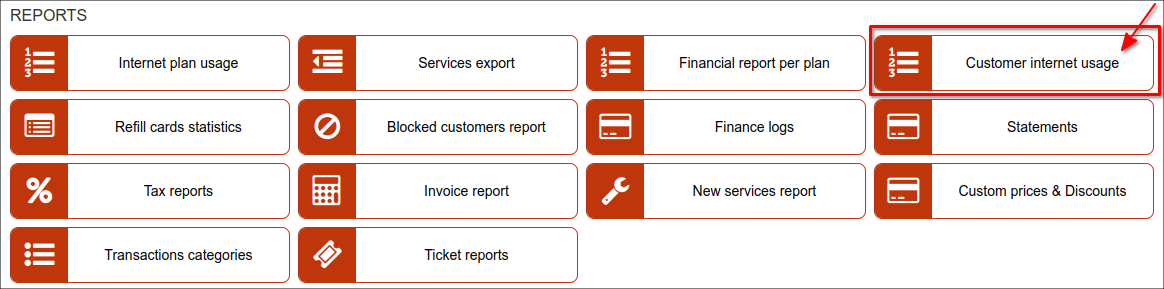 REPORTS
Internet plan usage
Services export
Financial report per plan
Customer internet usage
Refill cards statistics
Blocked customers report
Finance logs
Statements
Tax reports
Invoice report
New services report
Custom prices & Discounts
Transactions categories
Ticket reports